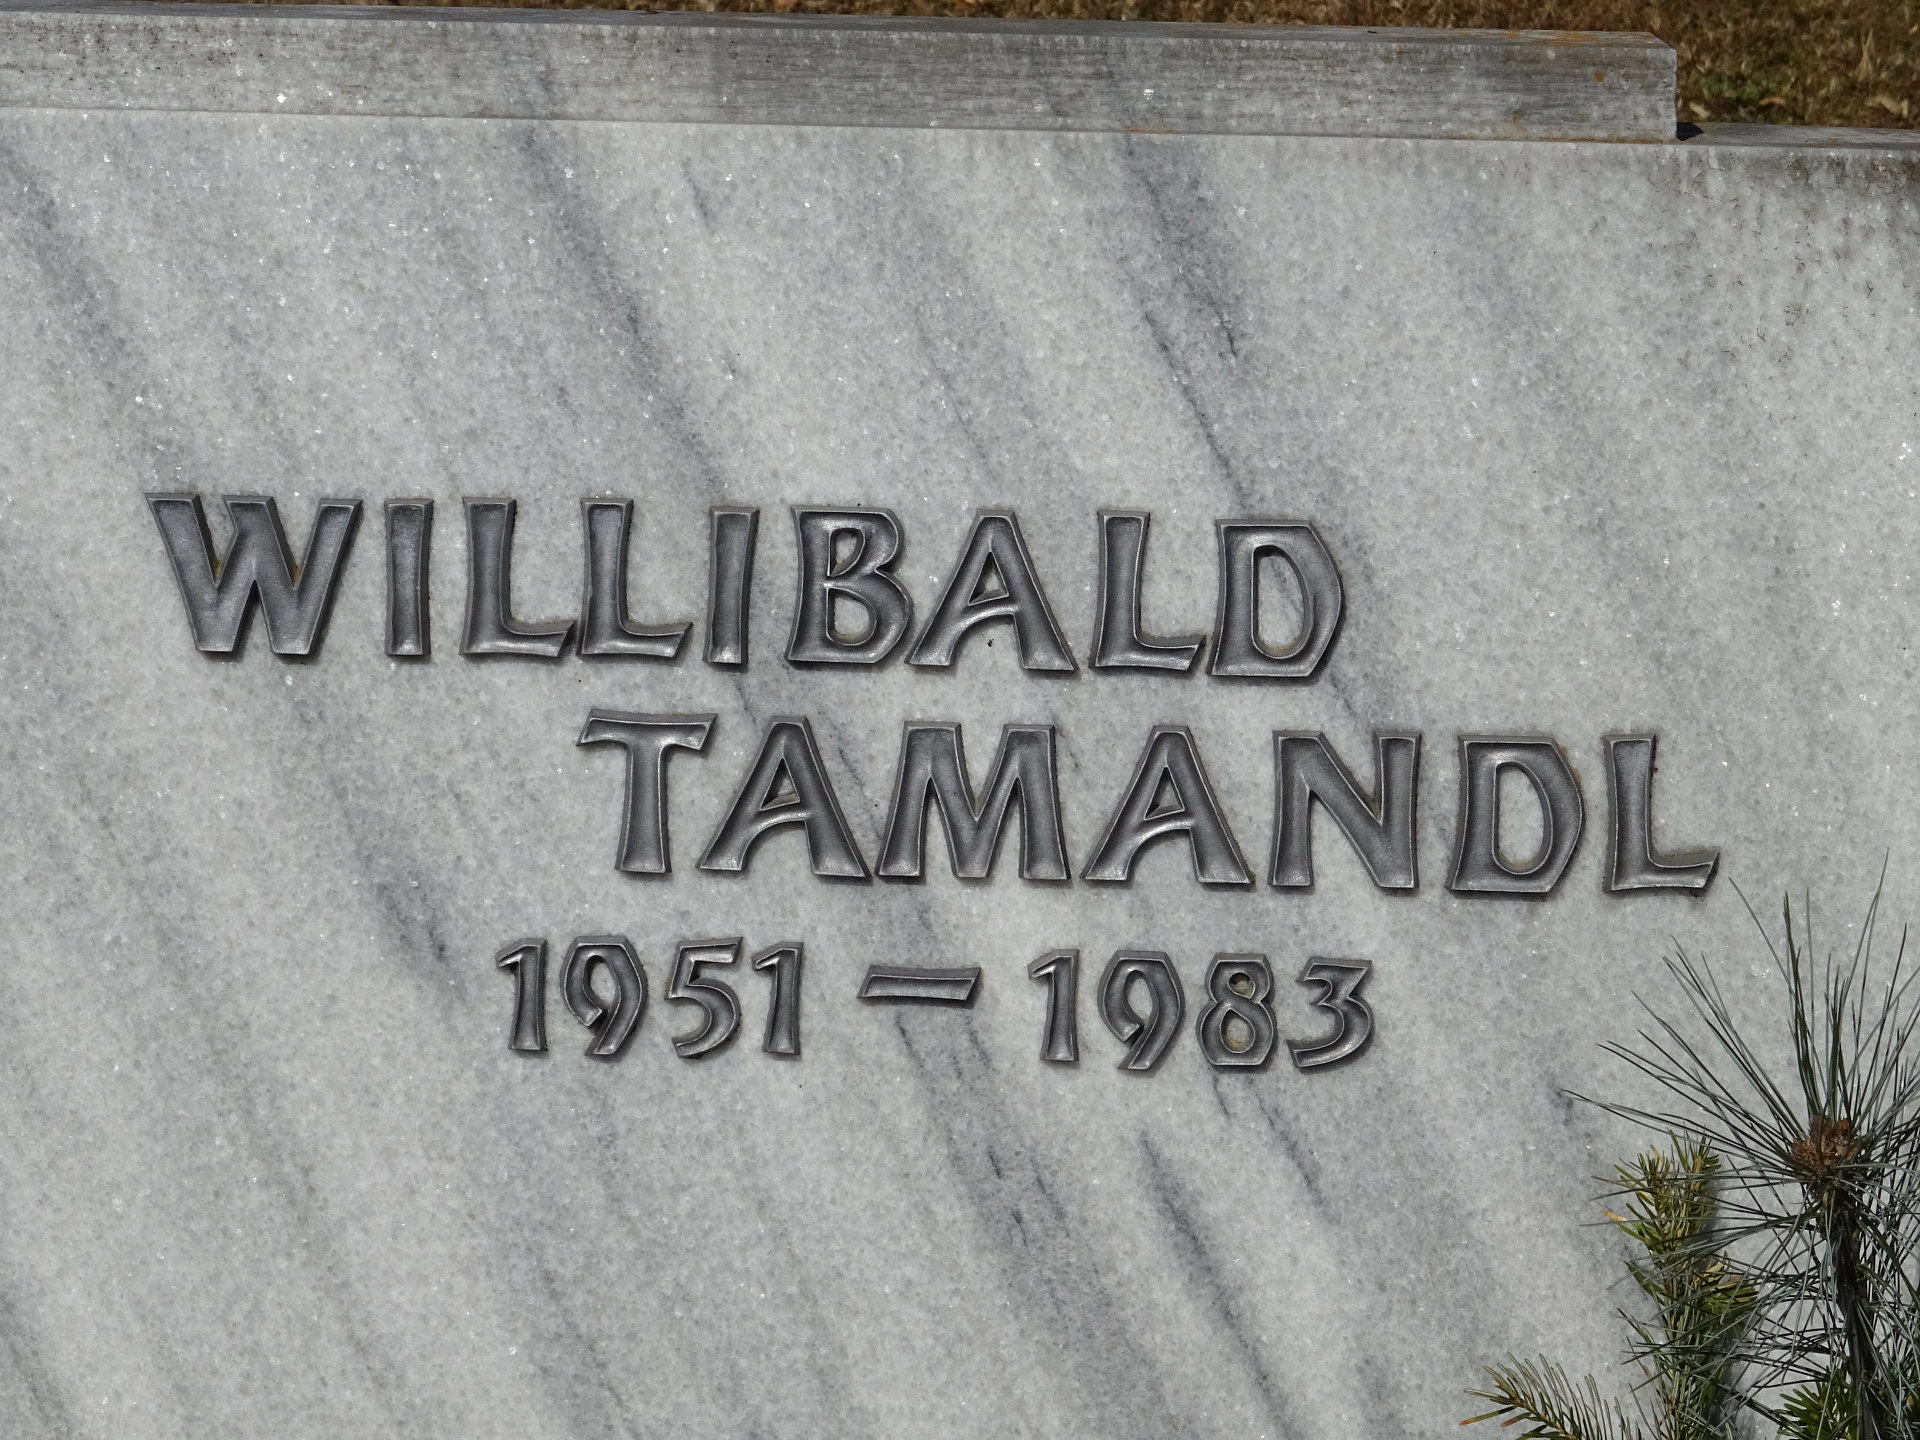 WILLIBALD
TAMANDL
1951 – 1983